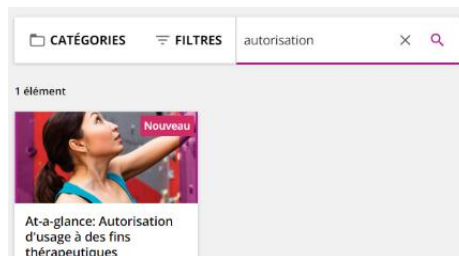 CATÉGORIES FILTRES autorisation
1 élément
Nouveau
At-a-glance: Autorisation
d'usage à des fins
thérapeutiques